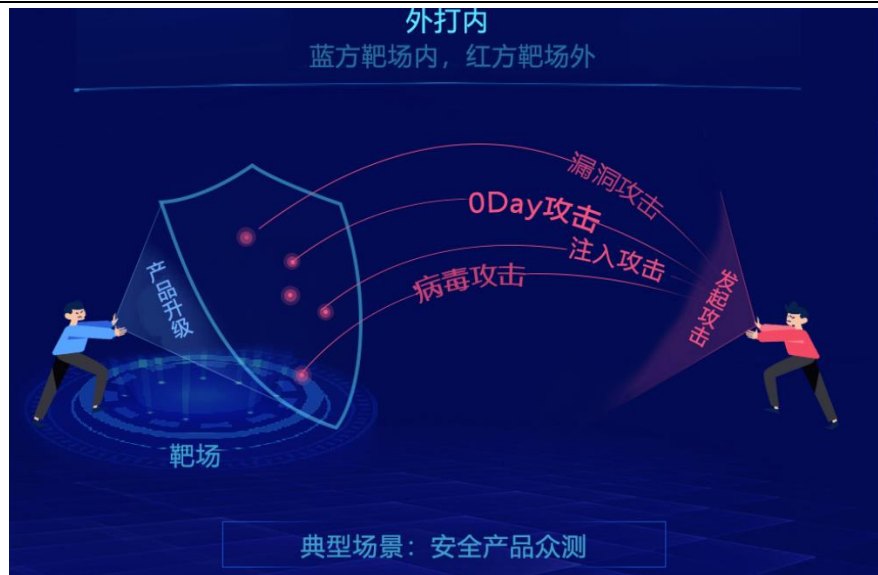 外打内
蓝方靶场内，红方靶场外
漏洞攻击
0Day攻击
注入攻击
病毒攻击
产品升级
发起攻击
靶场
典型场景：安全产品众测